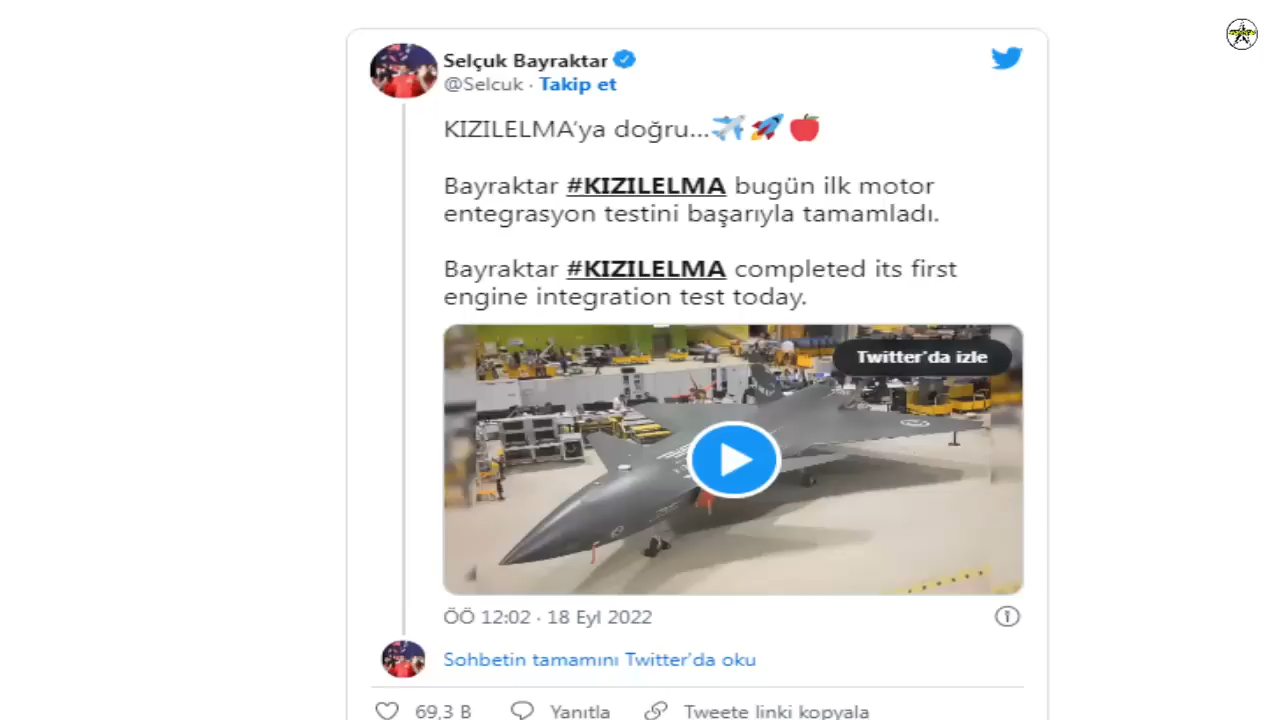 Selçuk Bayraktar
@Selcuk · Takip et
KIZILELMA'ya doğru...✈️🚀🍎
Bayraktar #KIZILELMA bugün ilk motor
entegrasyon testini başarıyla tamamladı.
Bayraktar #KIZILELMA completed its first
engine integration test today.
Twitter'da izle
ÖÖ 12:02 · 18 Eyl 2022
Sohbetin tamamını Twitter'da oku
69,3 B Yanıtla Tweete linki kopyala